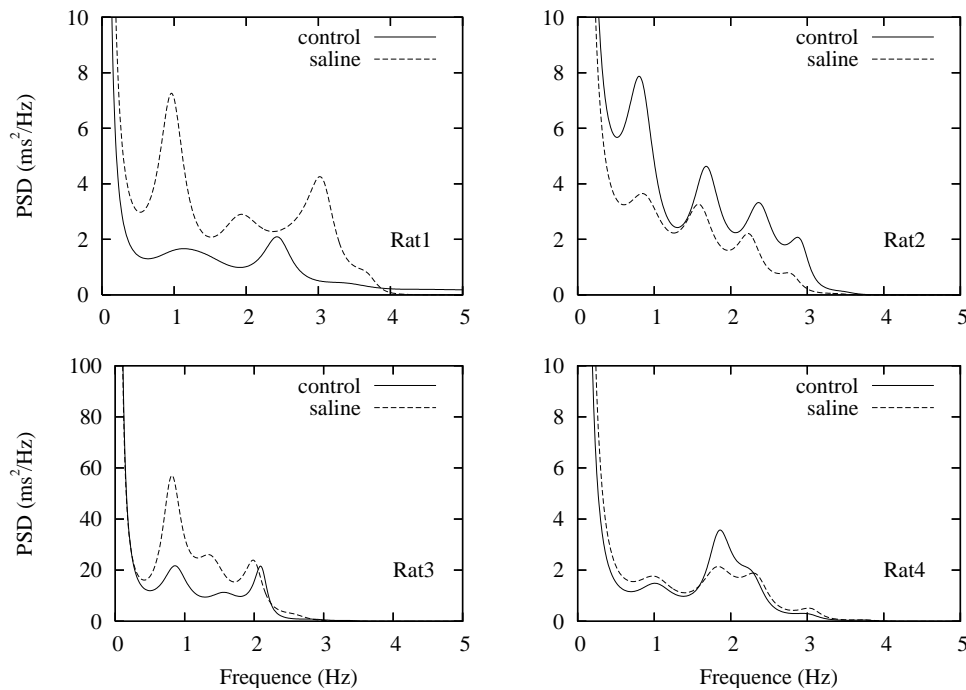 PSD (ms²/Hz)
10
8
6
4
2
0
control
saline
Rat1
0 1 2 3 4 5
10
8
6
4
2
0
control
saline
Rat2
0 1 2 3 4 5
PSD (ms²/Hz)
100
80
60
40
20
0
control
saline
Rat3
0 1 2 3 4 5
Frequence (Hz)
10
8
6
4
2
0
control
saline
Rat4
0 1 2 3 4 5
Frequence (Hz)